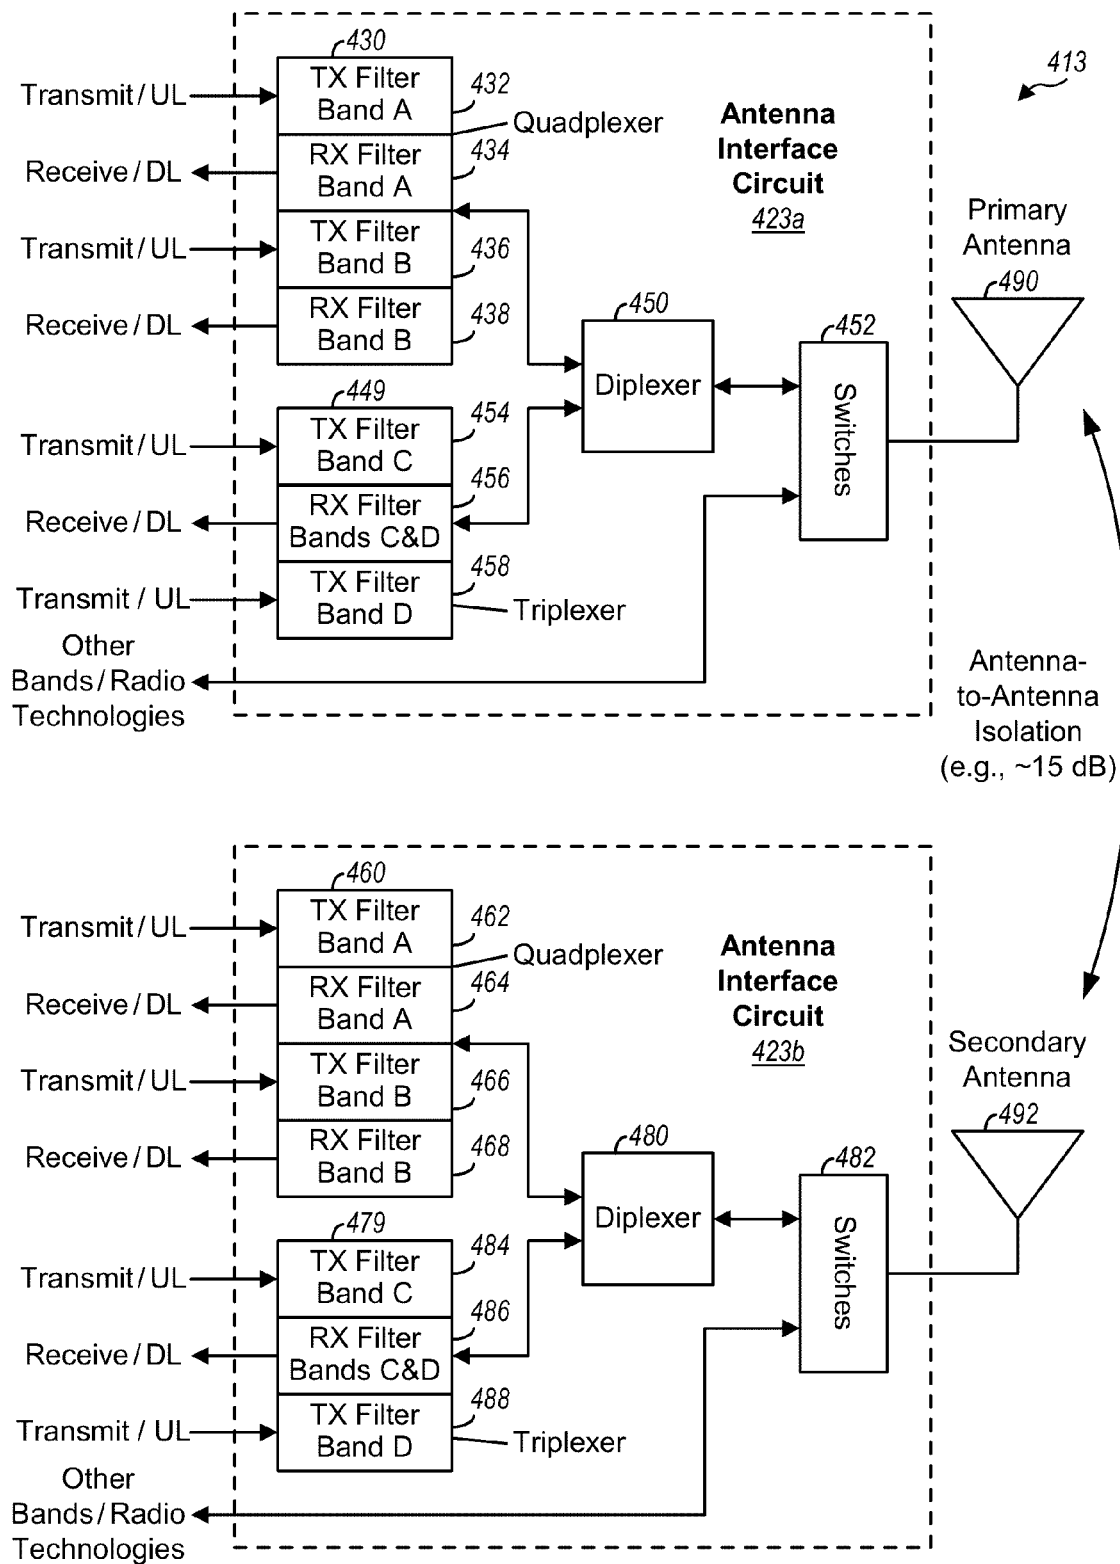 430
413
Transmit/UL
TX Filter
Band A
432
Quadplexer
Antenna
Interface
Circuit
423a
Receive/DL
RX Filter
Band A
434
Transmit/UL
TX Filter
Band B
436
Receive/DL
RX Filter
Band B
438
Primary
Antenna
490
450
Diplexer
452
Switches
449
Transmit/UL
TX Filter
Band C
454
Receive/DL
RX Filter
Bands C&D
456
Transmit / UL
TX Filter
Band D
458
Triplexer
Other
Bands/Radio
Technologies
Antenna-
to-Antenna
Isolation
(e.g., ~15 dB)
460
Transmit/UL
TX Filter
Band A
462
Quadplexer
Antenna
Interface
Circuit
423b
Receive/DL
RX Filter
Band A
464
Transmit/UL
TX Filter
Band B
466
Receive/DL
RX Filter
Band B
468
Secondary
Antenna
492
480
Diplexer
482
Switches
479
Transmit/UL
TX Filter
Band C
484
Receive/DL
RX Filter
Bands C&D
486
Transmit / UL
TX Filter
Band D
488
Triplexer
Other
Bands/Radio
Technologies